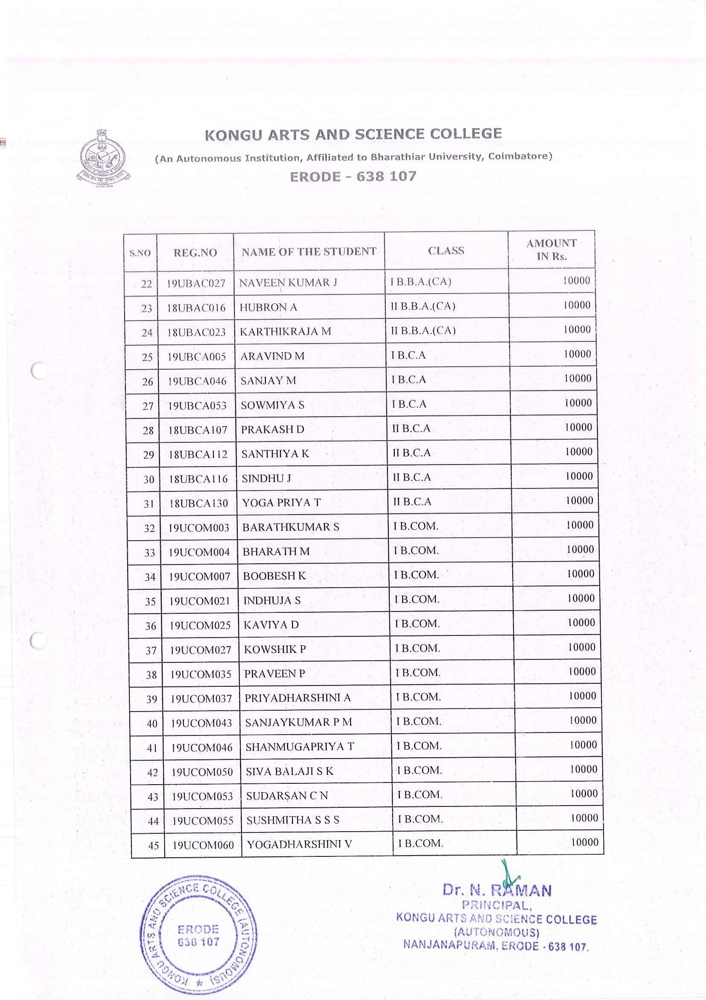 KONGU ARTS AND SCIENCE COLLEGE
(An Autonomous Institution, Affiliated to Bharathiar University, Coimbatore)
ERODE - 638 107
KONGU ARTS AND SCIENCE COLLEGE
S.NO REG.NO NAME OF THE STUDENT CLASS AMOUNT IN Rs.
22 19UBAC027 NAVEEN KUMAR J I B.B.A.(CA) 10000
23 18UBAC016 HUBRON A II B.B.A.(CA) 10000
24 18UBAC023 KARTHIKRAJA M II B.B.A.(CA) 10000
25 19UBCA005 ARAVIND M I B.C.A 10000
26 19UBCA046 SANJAY M I B.C.A 10000
27 19UBCA053 SOWMIYA S I B.C.A 10000
28 18UBCA107 PRAKASH D II B.C.A 10000
29 18UBCA112 SANTHIYA K II B.C.A 10000
30 18UBCA116 SINDHU J II B.C.A 10000
31 18UBCA130 YOGA PRIYA T II B.C.A 10000
32 19UCOM003 BARATHKUMAR S I B.COM. 10000
33 19UCOM004 BHARATH M I B.COM. 10000
34 19UCOM007 BOOBESH K I B.COM. 10000
35 19UCOM021 INDHUJA S I B.COM. 10000
36 19UCOM025 KAVIYA D I B.COM. 10000
37 19UCOM027 KOWSHIK P I B.COM. 10000
38 19UCOM035 PRAVEEN P I B.COM. 10000
39 19UCOM037 PRIYADHARSHINI A I B.COM. 10000
40 19UCOM043 SANJAYKUMAR P M I B.COM. 10000
41 19UCOM046 SHANMUGAPRIYA T I B.COM. 10000
42 19UCOM050 SIVA BALAJI S K I B.COM. 10000
43 19UCOM053 SUDARSAN C N I B.COM. 10000
44 19UCOM055 SUSHMITHA S S S I B.COM. 10000
45 19UCOM060 YOGADHARSHINI V I B.COM. 10000
KONGU ARTS AND SCIENCE COLLEGE (AUTONOMOUS)
ERODE
638 107
Dr. N. RAMAN
PRINCIPAL,
KONGU ARTS AND SCIENCE COLLEGE
(AUTONOMOUS)
NANJANAPURAM, ERODE - 638 107.